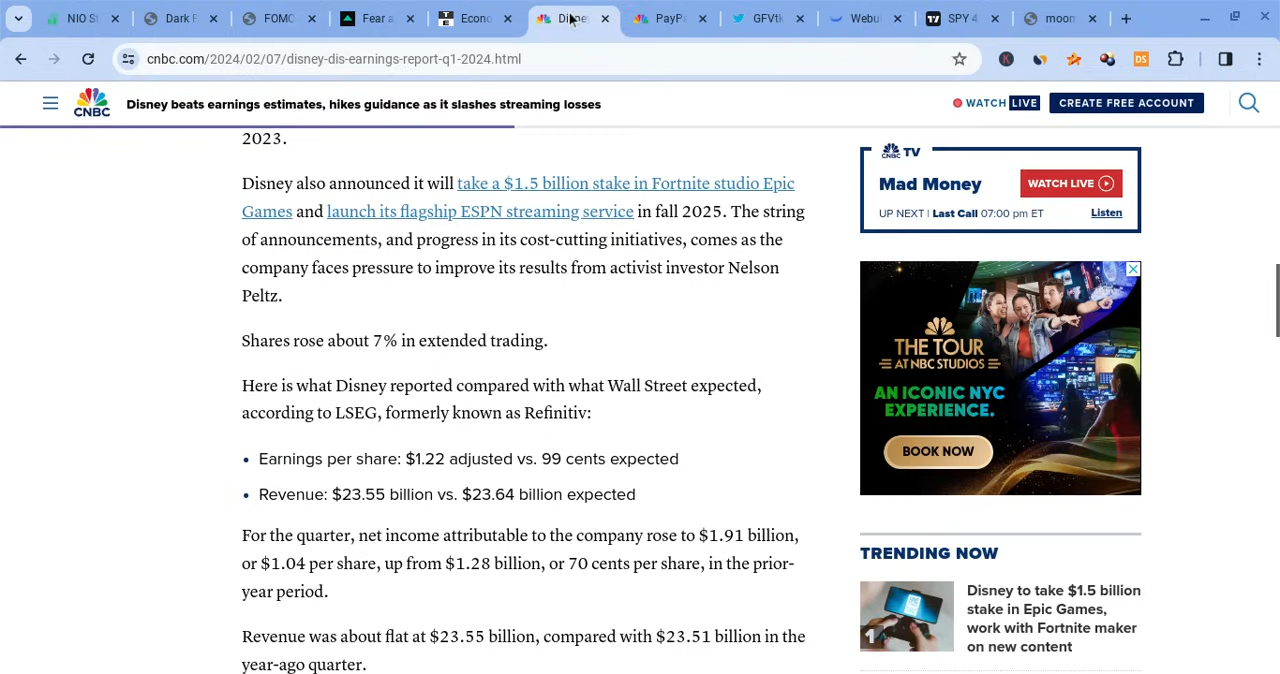 NIO S
Dark F
FOMC
Fear a
Econo
Disne
PayPa
GFVt
Webu
SPY 4
moon
cnbc.com/2024/02/07/disney-dis-earnings-report-q1-2024.html
DS
CNBC
Disney beats earnings estimates, hikes guidance as it slashes streaming losses
WATCH LIVE
CREATE FREE ACCOUNT
2023.
Disney also announced it will take a $1.5 billion stake in Fortnite studio Epic
Games and launch its flagship ESPN streaming service in fall 2025. The string
of announcements, and progress in its cost-cutting initiatives, comes as the
company faces pressure to improve its results from activist investor Nelson
Peltz.
Shares rose about 7% in extended trading.
Here is what Disney reported compared with what Wall Street expected,
according to LSEG, formerly known as Refinitiv:
• Earnings per share: $1.22 adjusted vs. 99 cents expected
• Revenue: $23.55 billion vs. $23.64 billion expected
For the quarter, net income attributable to the company rose to $1.91 billion,
or $1.04 per share, up from $1.28 billion, or 70 cents per share, in the prior-
year period.
Revenue was about flat at $23.55 billion, compared with $23.51 billion in the
year-ago quarter.
CNBC TV
Mad Money
WATCH LIVE
UP NEXT | Last Call 07:00 pm ET
Listen
THE TOUR
AT NBC STUDIOS
AN ICONIC NYC
EXPERIENCE.
BOOK NOW
TRENDING NOW
1
Disney to take $1.5 billion
stake in Epic Games,
work with Fortnite maker
on new content